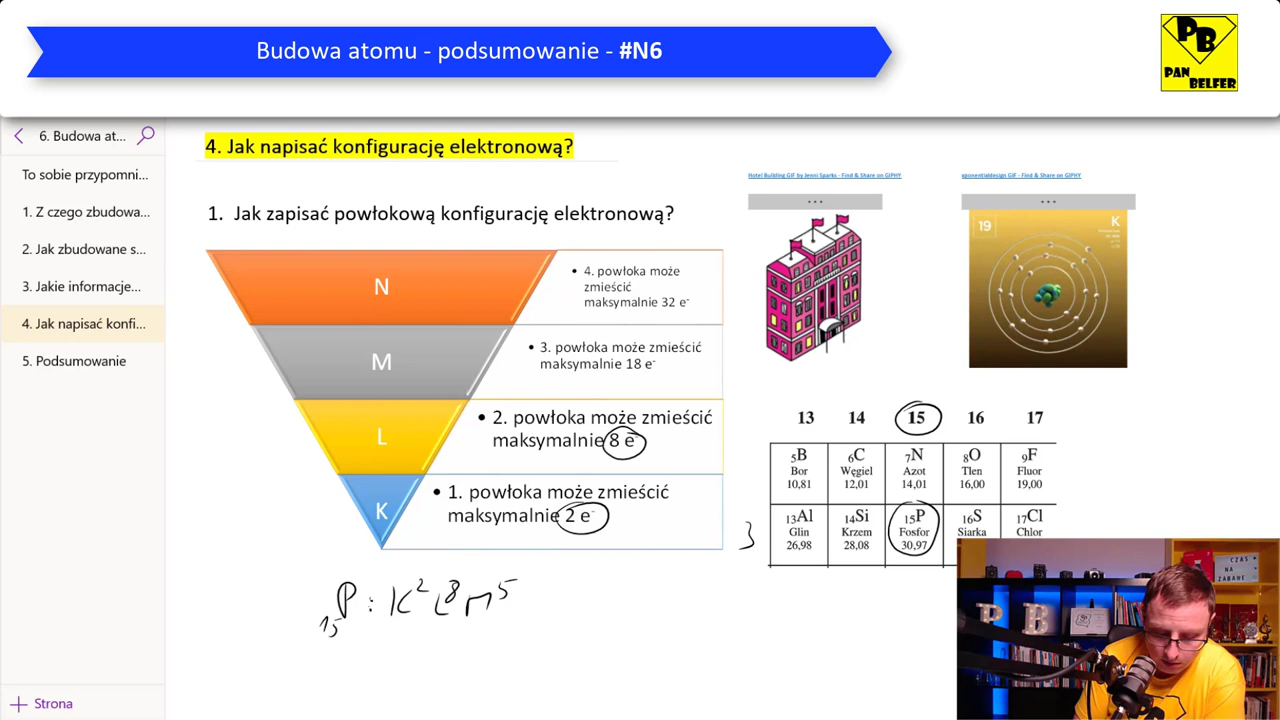 Budowa atomu - podsumowanie - #N6
PB
PAN
BELFER
6. Budowa at...
To sobie przypomni...
1. Z czego zbudowa...
2. Jak zbudowane s...
3. Jakie informacje...
4. Jak napisać konfi...
5. Podsumowanie
Strona
4. Jak napisać konfigurację elektronową?
1. Jak zapisać powłokową konfigurację elektronową?
N
• 4. powłoka może
zmieścić
maksymalnie 32 e⁻
M
• 3. powłoka może zmieścić
maksymalnie 18 e⁻
L
• 2. powłoka może zmieścić
maksymalnie 8 e⁻
K
• 1. powłoka może zmieścić
maksymalnie 2 e⁻
₁₅P : K² L⁸ M⁵
Hotel Building GIF by Jenni Sparks - Find & Share on GIPHY
xponentialdesign GIF - Find & Share on GIPHY
19 K
13 14 15 16 17
₅B ₆C ₇N ₈O ₉F
Bor Węgiel Azot Tlen Fluor
10,81 12,01 14,01 16,00 19,00
3
₁₃Al ₁₄Si ₁₅P ₁₆S ₁₇Cl
Glin Krzem Fosfor Siarka Chlor
26,98 28,08 30,97
CZAS
NA
ZABAWE
P B